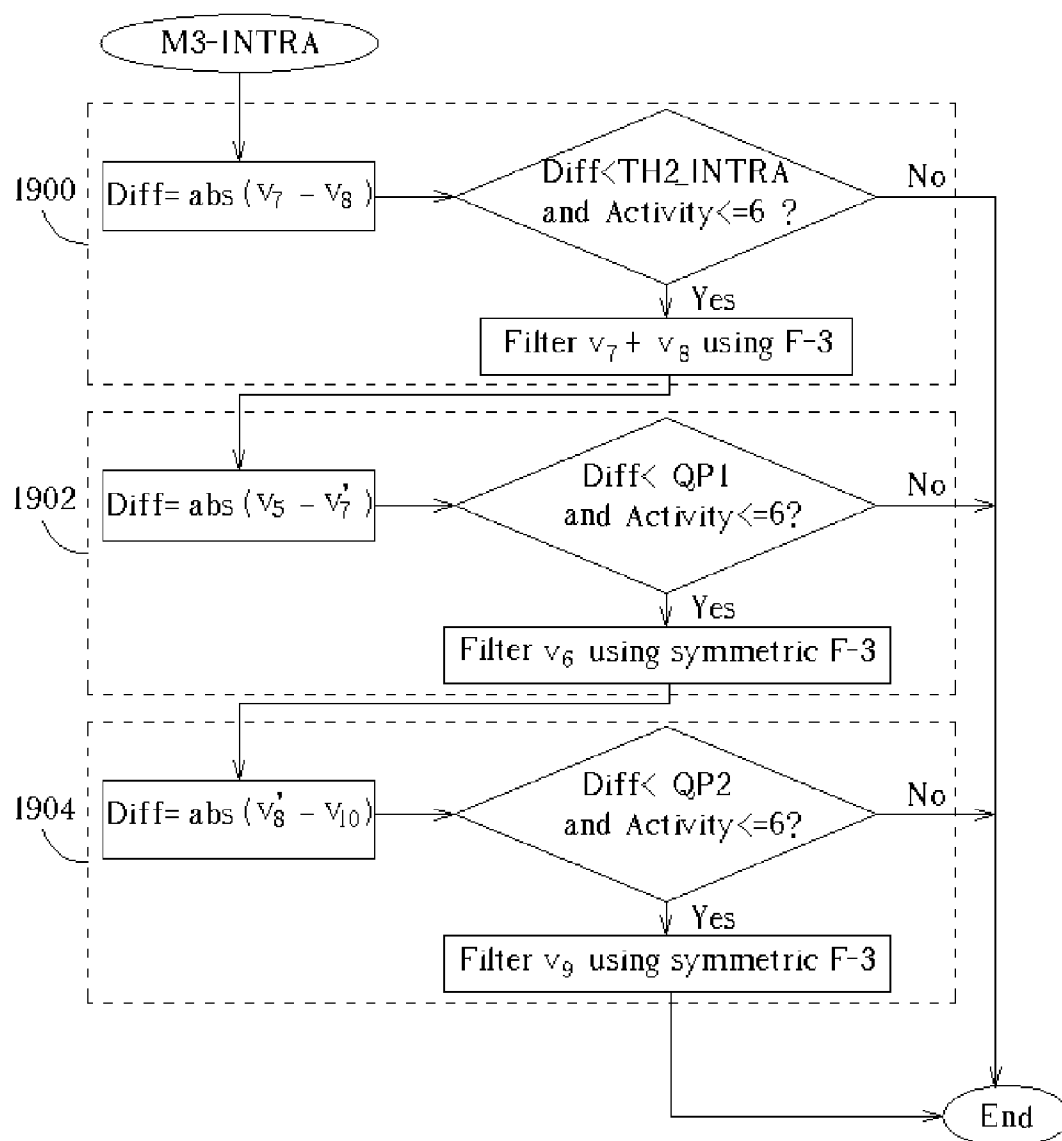 M3-INTRA
1900
Diff= abs (v₇ - v₈)
Diff<TH2_INTRA
and Activity<=6 ?
No
Yes
Filter v₇ + v₈ using F-3
1902
Diff= abs (v₅ - v₇')
Diff< QP1
and Activity<=6?
No
Yes
Filter v₆ using symmetric F-3
1904
Diff= abs (v₈' - v₁₀)
Diff< QP2
and Activity<=6?
No
Yes
Filter v₉ using symmetric F-3
End